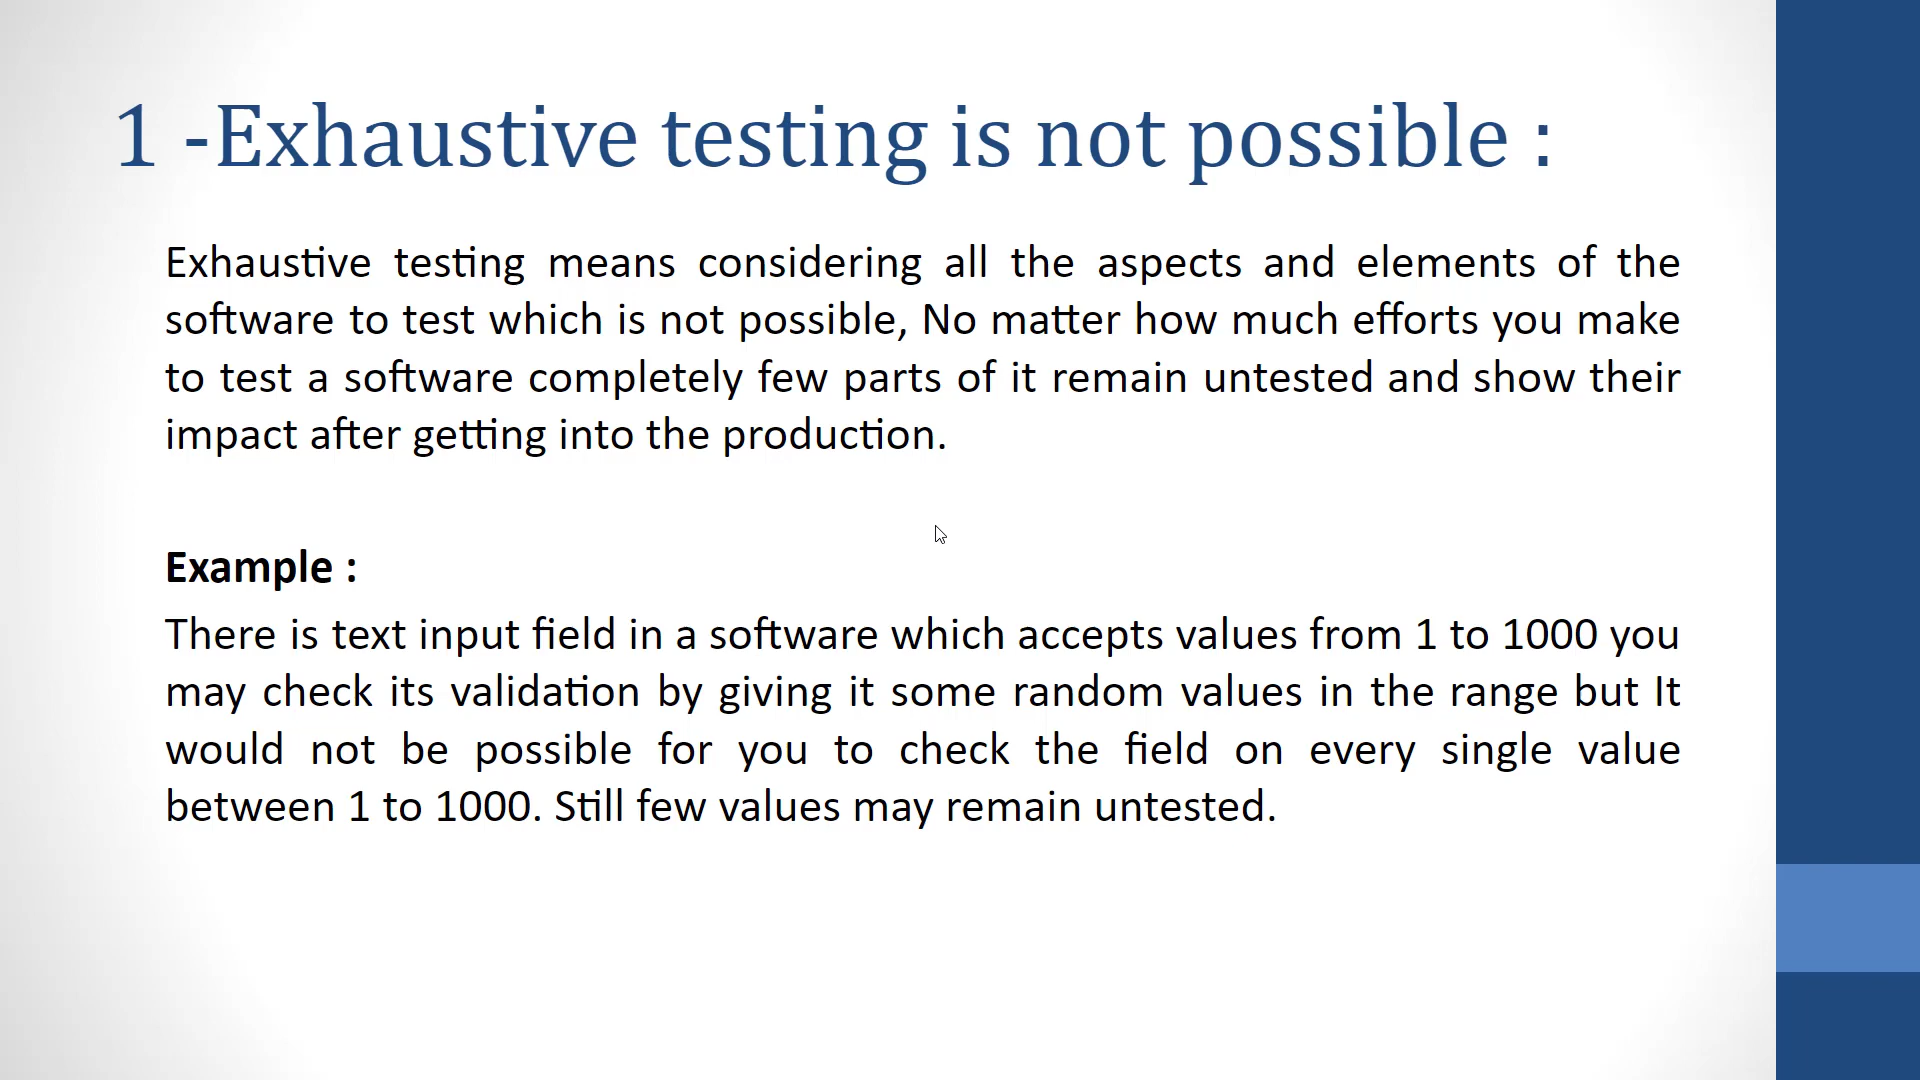 1 -Exhaustive testing is not possible :
Exhaustive testing means considering all the aspects and elements of the
software to test which is not possible, No matter how much efforts you make
to test a software completely few parts of it remain untested and show their
impact after getting into the production.
Example :
There is text input field in a software which accepts values from 1 to 1000 you
may check its validation by giving it some random values in the range but It
would not be possible for you to check the field on every single value
between 1 to 1000. Still few values may remain untested.